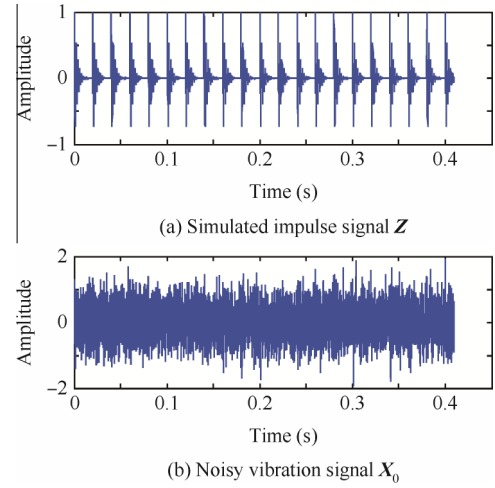 1
0
−1
Amplitude
0 0.1 0.2 0.3 0.4
Time (s)
(a) Simulated impulse signal Z
2
0
−2
Amplitude
0 0.1 0.2 0.3 0.4
Time (s)
(b) Noisy vibration signal X₀